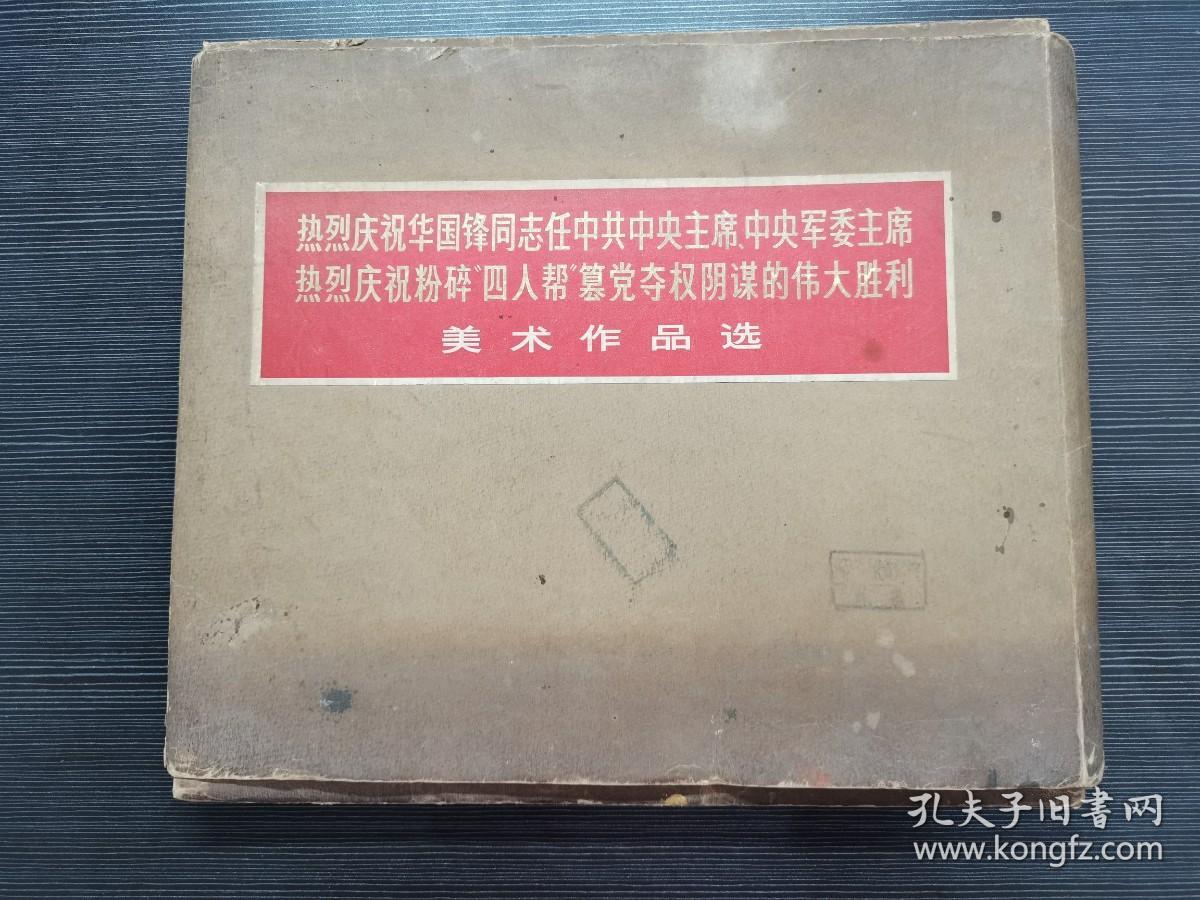 热烈庆祝华国锋同志任中共中央主席、中央军委主席
热烈庆祝粉碎“四人帮”篡党夺权阴谋的伟大胜利
美术作品选
孔夫子旧书网
www.kongfz.com